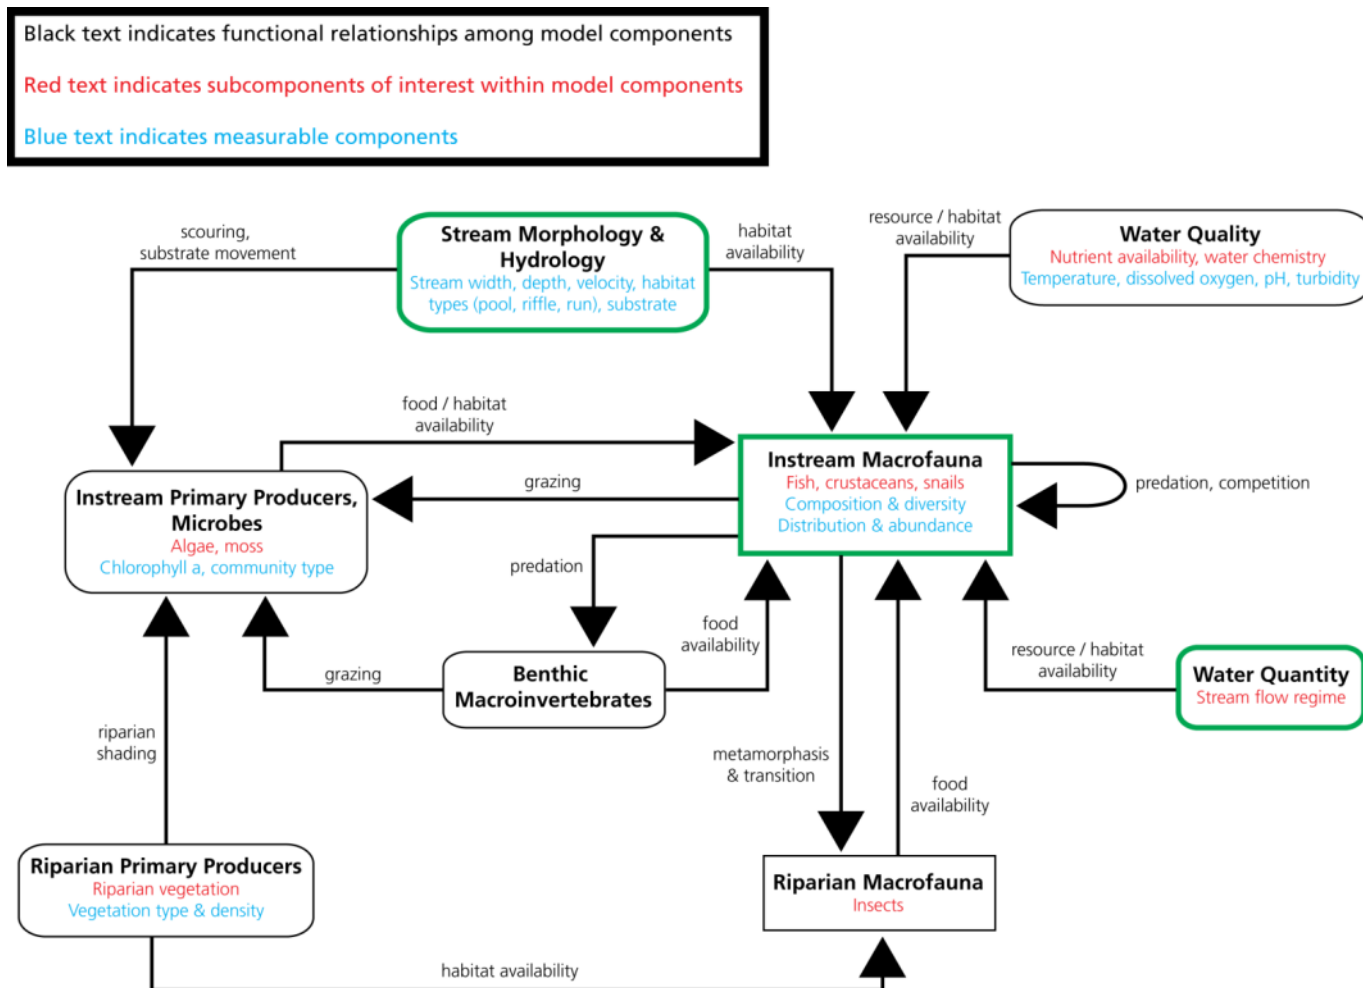 Black text indicates functional relationships among model components
Red text indicates subcomponents of interest within model components
Blue text indicates measurable components
scouring,
substrate movement
Stream Morphology &
Hydrology
Stream width, depth, velocity, habitat
types (pool, riffle, run), substrate
habitat
availability
resource / habitat
availability
Water Quality
Nutrient availability, water chemistry
Temperature, dissolved oxygen, pH, turbidity
food / habitat
availability
Instream Primary Producers,
Microbes
Algae, moss
Chlorophyll a, community type
grazing
Instream Macrofauna
Fish, crustaceans, snails
Composition & diversity
Distribution & abundance
predation, competition
predation
food
availability
grazing
Benthic
Macroinvertebrates
resource / habitat
availability
Water Quantity
Stream flow regime
riparian
shading
metamorphasis
& transition
food
availability
Riparian Primary Producers
Riparian vegetation
Vegetation type & density
Riparian Macrofauna
Insects
habitat availability